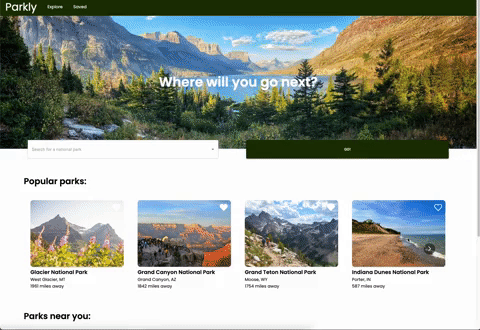 Parkly Explore Saved
Where will you go next?
Search for a national park
GO!
Popular parks:
Glacier National Park
West Glacier, MT
1961 miles away
Grand Canyon National Park
Grand Canyon, AZ
1842 miles away
Grand Teton National Park
Moose, WY
1754 miles away
Indiana Dunes National Park
Porter, IN
587 miles away
Parks near you: